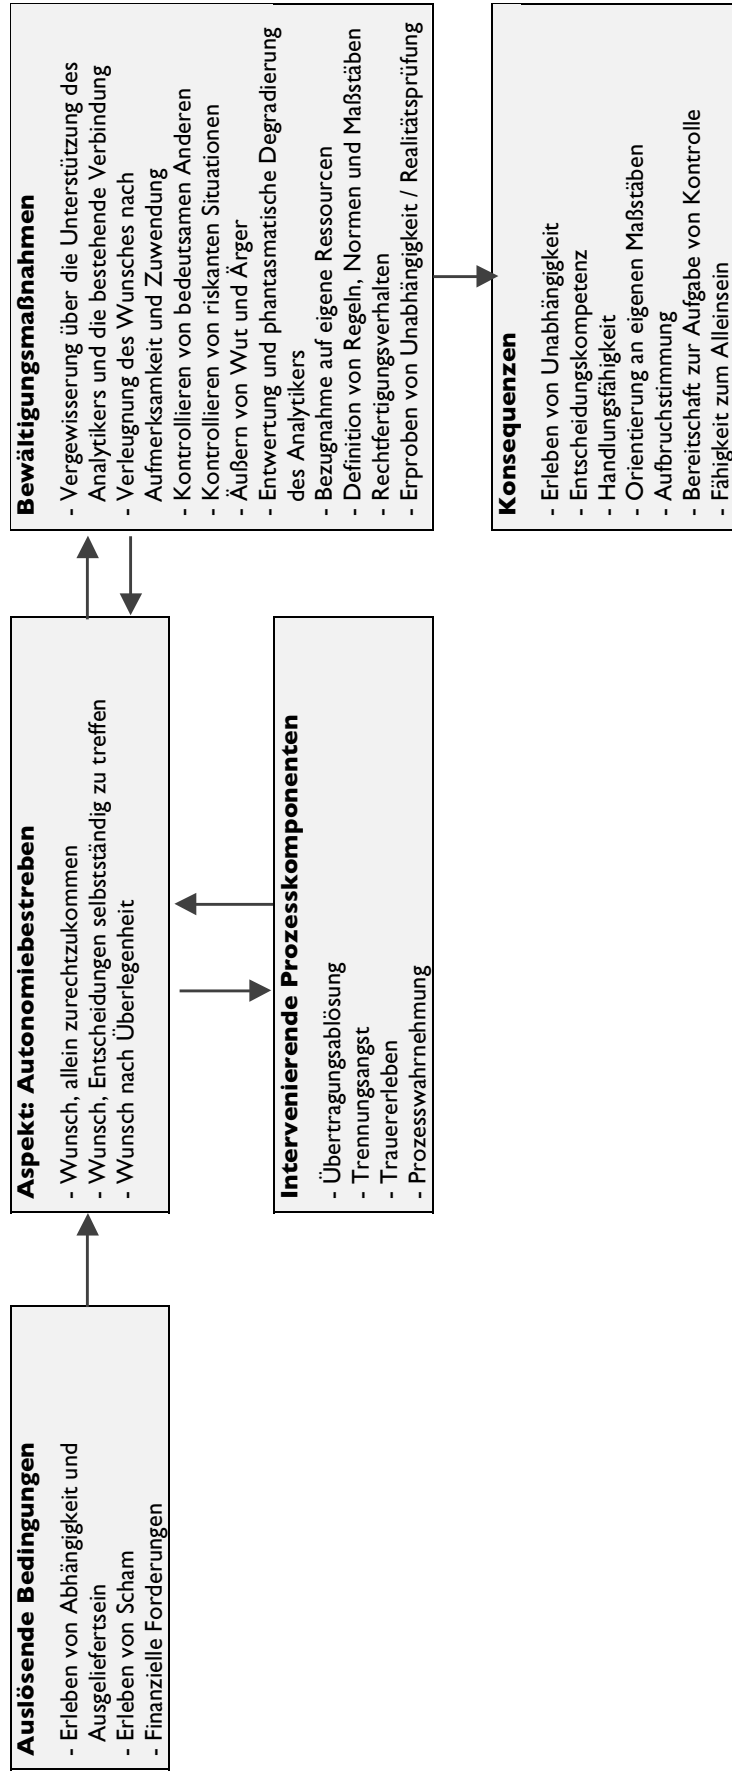 Auslösende Bedingungen
- Erleben von Abhängigkeit und
Ausgeliefertsein
- Erleben von Scham
- Finanzielle Forderungen
Aspekt: Autonomiebestreben
- Wunsch, allein zurechtzukommen
- Wunsch, Entscheidungen selbstständig zu treffen
- Wunsch nach Überlegenheit
Intervenierende Prozesskomponenten
- Übertragungsablösung
- Trennungsangst
- Trauererleben
- Prozesswahrnehmung
Bewältigungsmaßnahmen
- Vergewisserung über die Unterstützung des
Analytikers und die bestehende Verbindung
- Verleugnung des Wunsches nach
Aufmerksamkeit und Zuwendung
- Kontrollieren von bedeutsamen Anderen
- Kontrollieren von riskanten Situationen
- Äußern von Wut und Ärger
- Entwertung und phantasmatische Degradierung
des Analytikers
- Bezugnahme auf eigene Ressourcen
- Definition von Regeln, Normen und Maßstäben
- Rechtfertigungsverhalten
- Erproben von Unabhängigkeit / Realitätsprüfung
Konsequenzen
- Erleben von Unabhängigkeit
- Entscheidungskompetenz
- Handlungsfähigkeit
- Orientierung an eigenen Maßstäben
- Aufbruchstimmung
- Bereitschaft zur Aufgabe von Kontrolle
- Fähigkeit zum Alleinsein